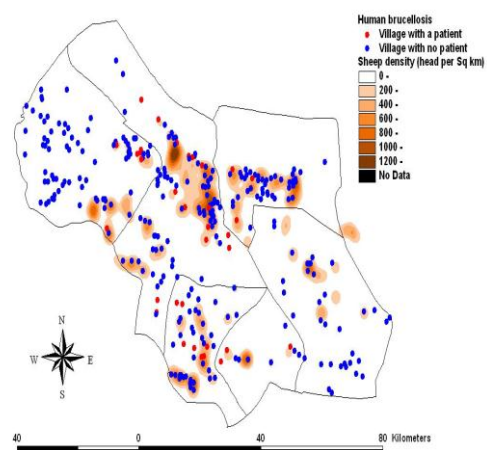 Human brucellosis
Village with a patient
Village with no patient
Sheep density (head per Sq km)
0 -
200 -
400 -
600 -
800 -
1000 -
1200 -
No Data
N
W E
S
40 0 40 80 Kilometers